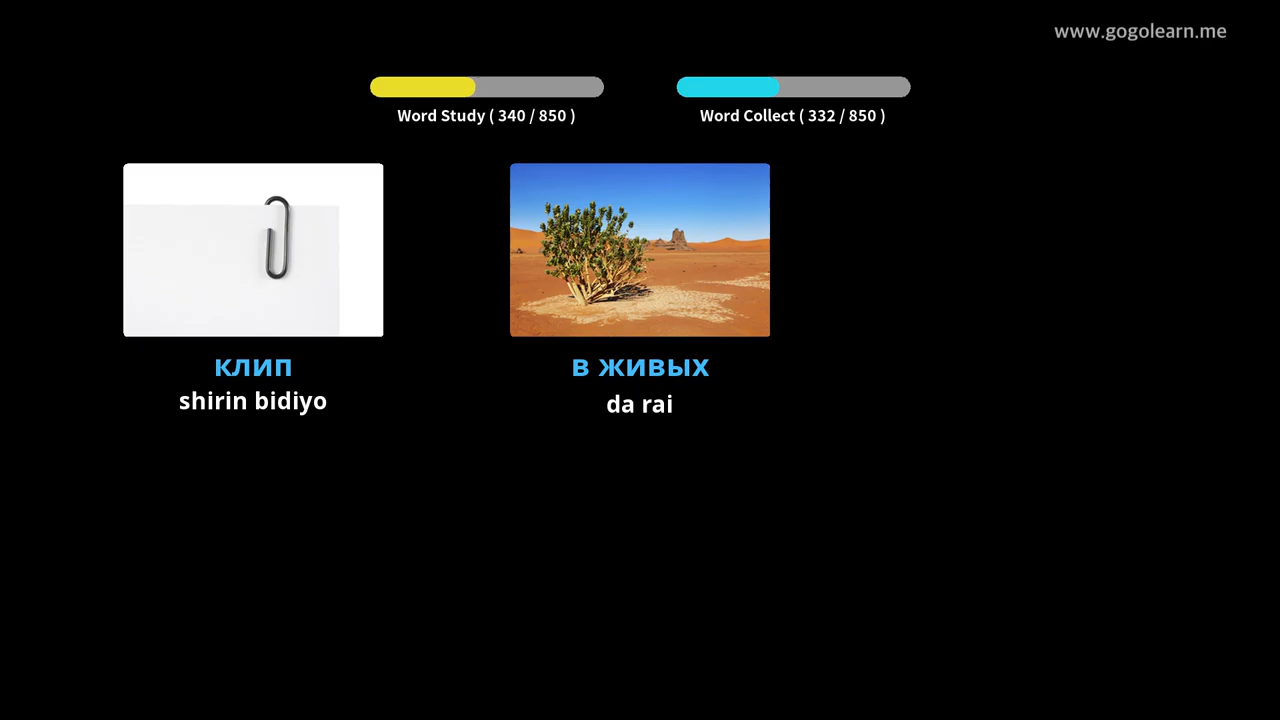 www.gogolearn.me
Word Study ( 340 / 850 )
Word Collect ( 332 / 850 )
клип
shirin bidiyo
в живых
da rai